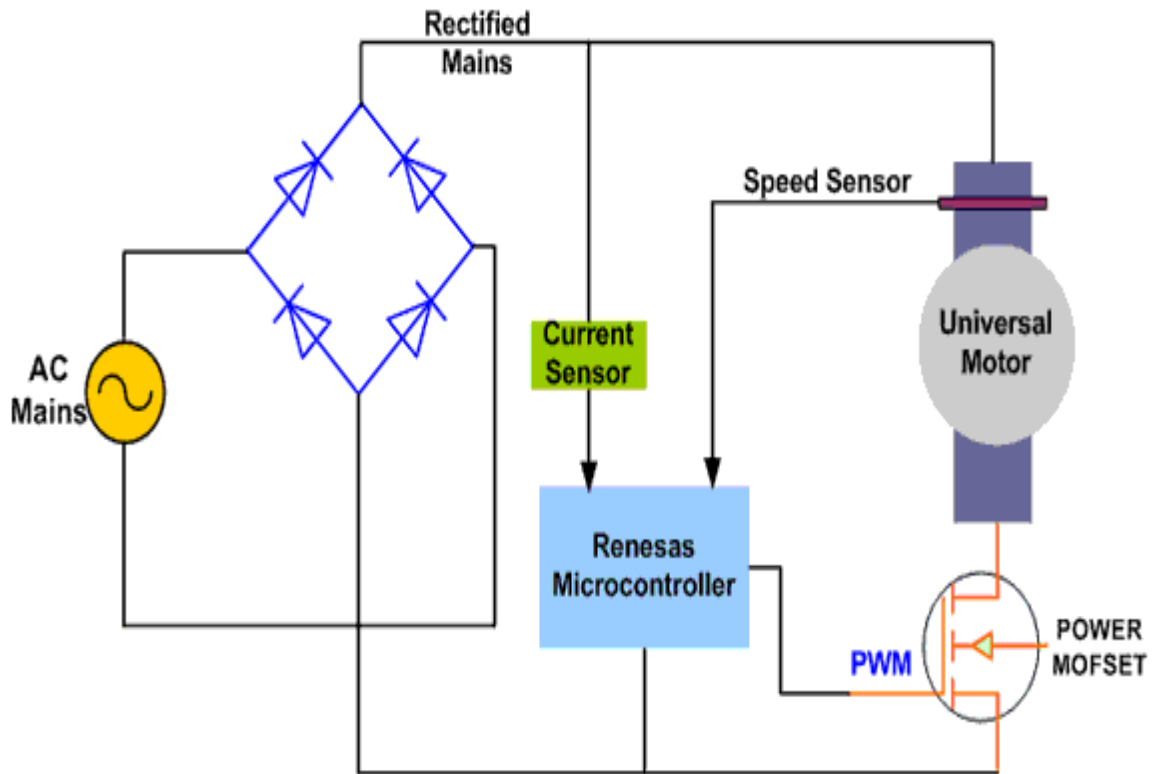 Rectified
Mains
Speed Sensor
Current
Sensor
Universal
Motor
AC
Mains
Renesas
Microcontroller
PWM
POWER
MOFSET